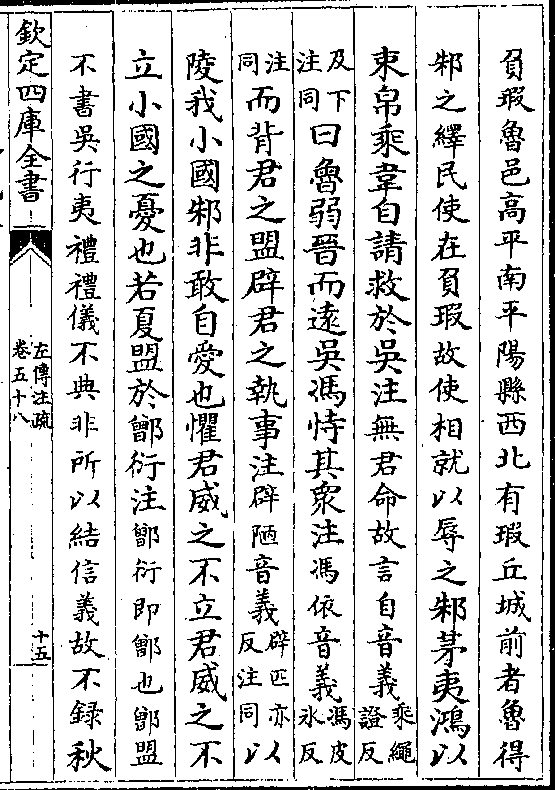 負瑕魯邑高平南平陽縣西北有瑕丘城前者魯得
邾之繹民使在負瑕故使相就以辱之邾茅夷鴻以
束帛乘韋自請救於吳注無君命故言自音義乘繩證反
及下注同曰魯弱晉而遠吳馮恃其衆注馮依音義馮皮氷反
注同而背君之盟辟君之執事注辟陋音義辟匹亦反注同以
陵我小國邾非敢自愛也懼君威之不立君威之不
立小國之憂也若夏盟於鄫衍注鄫衍即鄫也鄫盟
不書吳行夷禮禮儀不典非所以結信義故不錄秋
欽定四庫全書
左傳注疏
卷五十八
十五